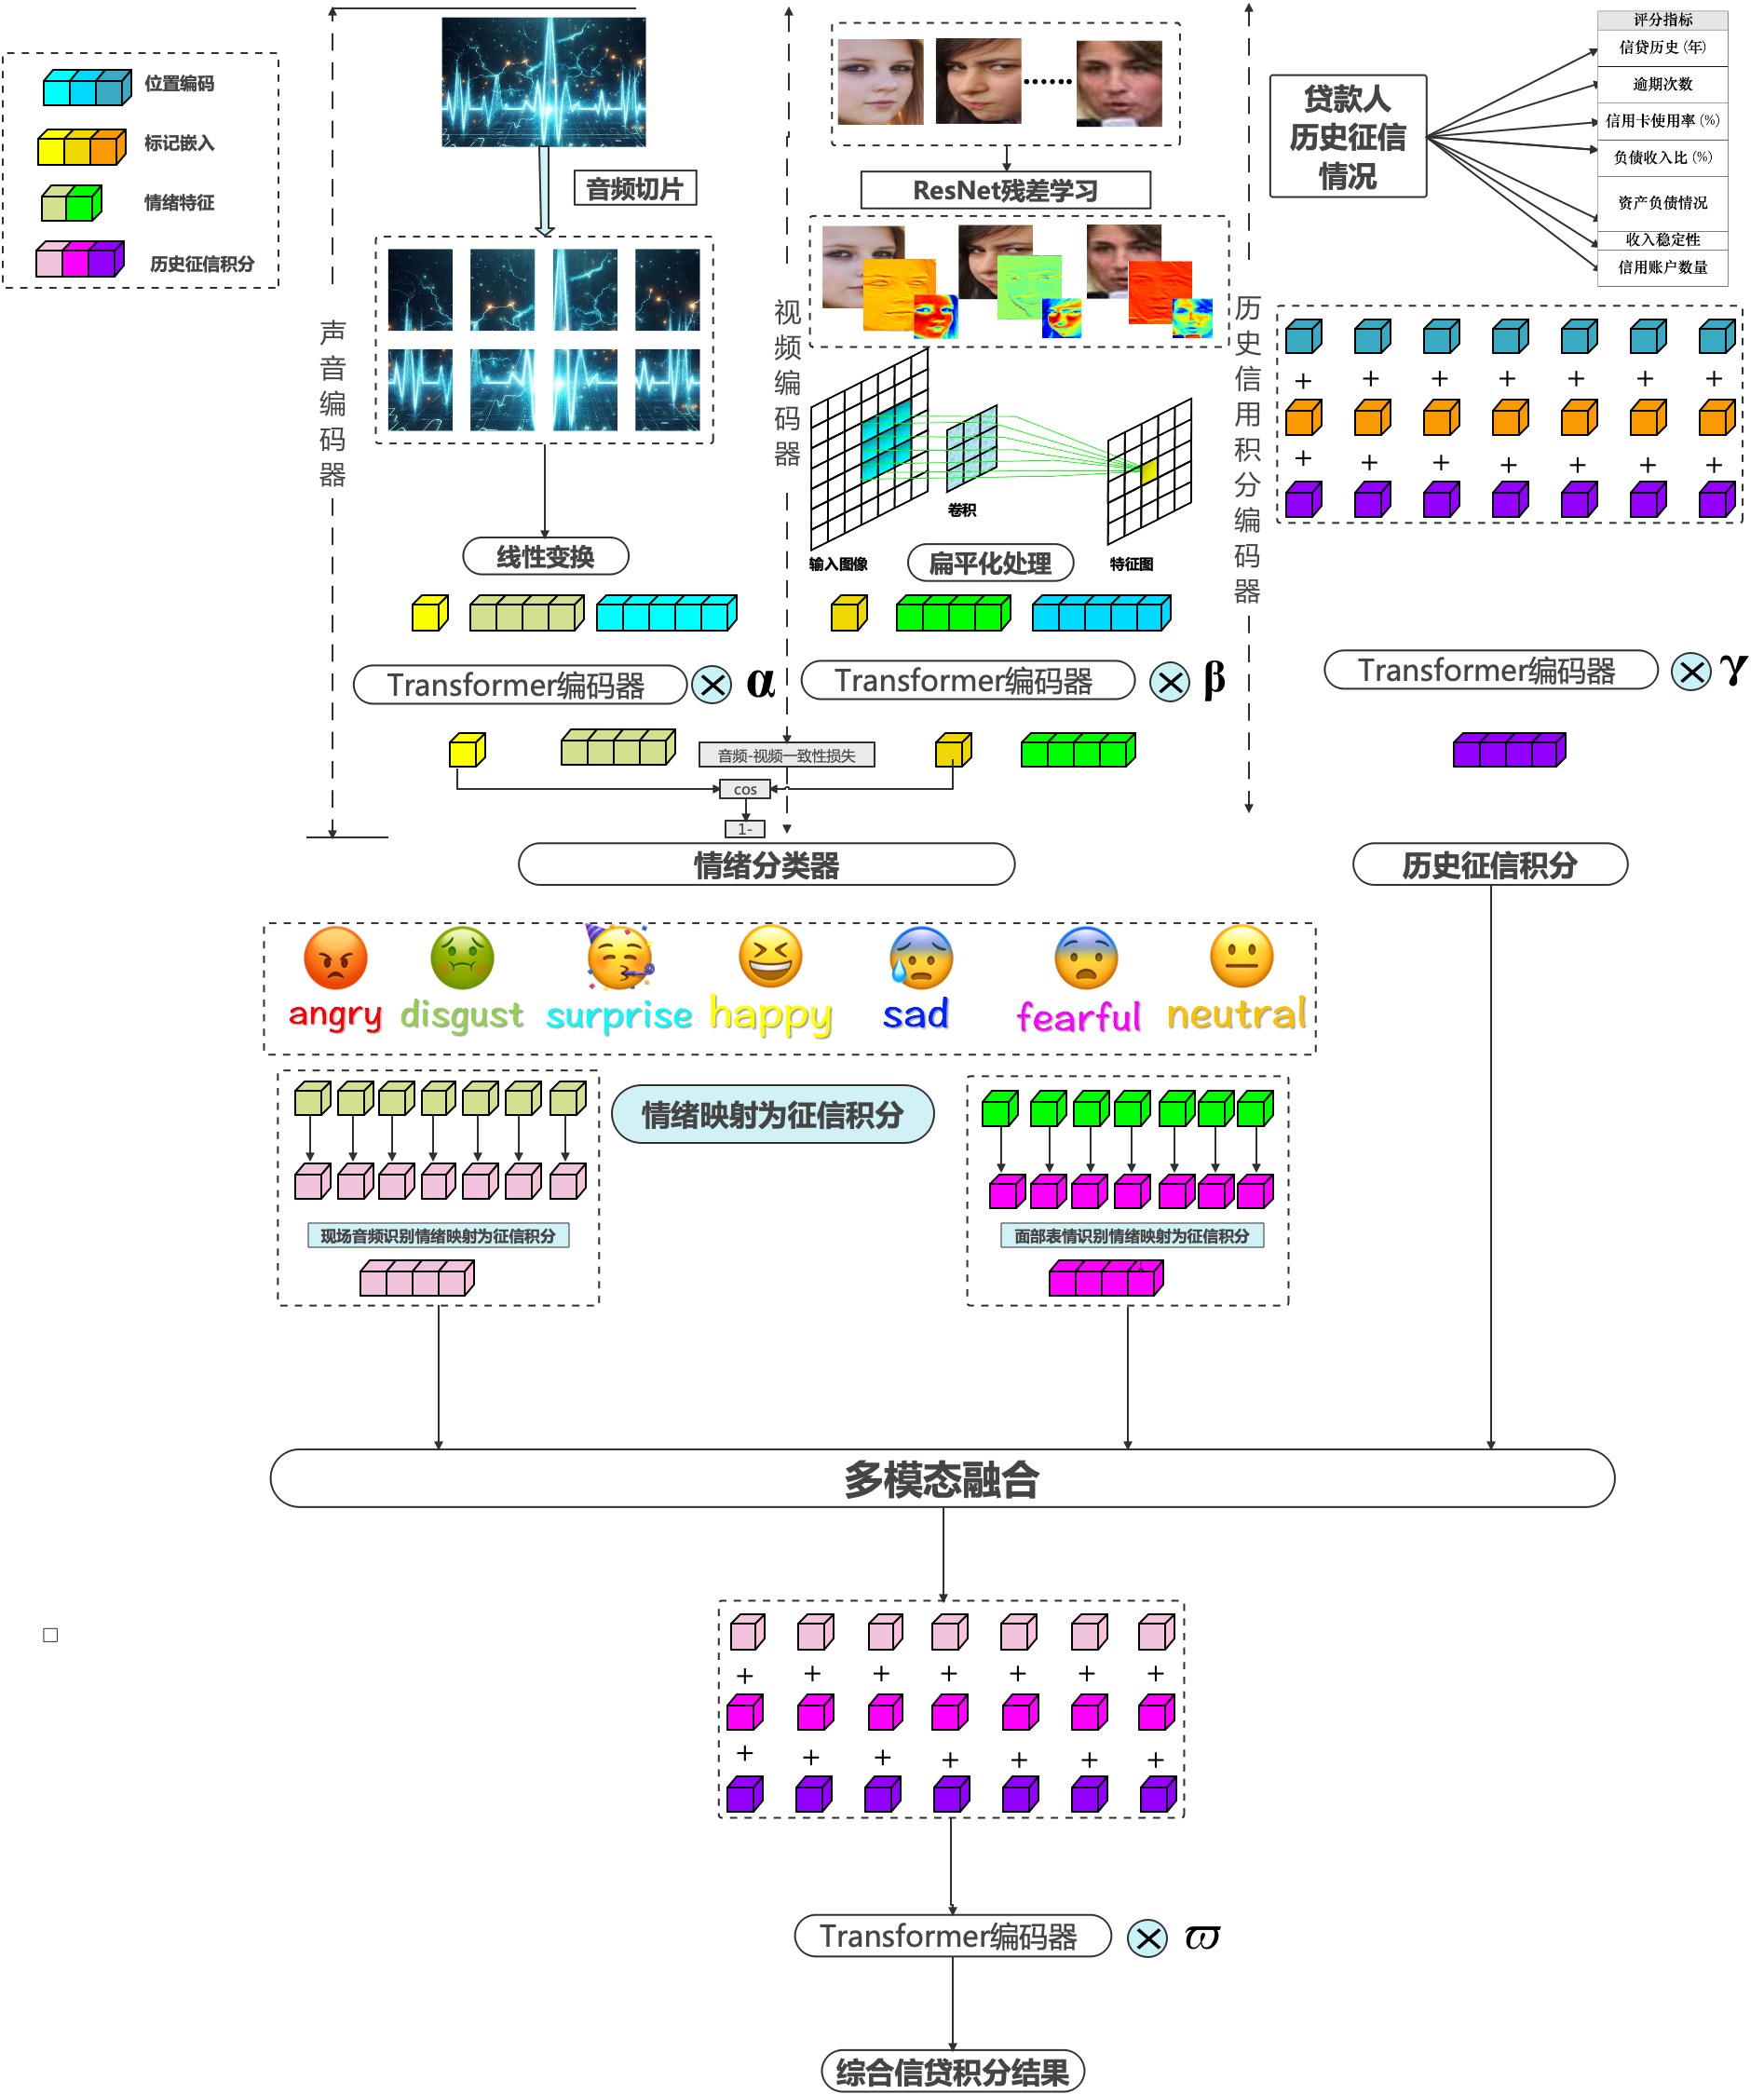 位置编码
标记嵌入
情绪特征
历史征信积分
声音编码器
音频切片
线性变换
Transformer编码器
α
视频编码器
ResNet残差学习
输入图像
卷积
特征图
扁平化处理
Transformer编码器
β
音频-视频一致性损失
cos
1-
历史信用积分编码器
贷款人
历史征信
情况
评分指标
信贷历史(年)
逾期次数
信用卡使用率(%)
负债收入比(%)
资产负债情况
收入稳定性
信用账户数量
+ + + + + + +
+ + + + + + +
Transformer编码器
γ
情绪分类器
历史征信积分
angry disgust surprise happy sad fearful neutral
情绪映射为征信积分
现场音频识别情绪映射为征信积分
面部表情识别情绪映射为征信积分
多模态融合
+ + + + + + +
+ + + + + + +
Transformer编码器
ϖ
综合信贷积分结果